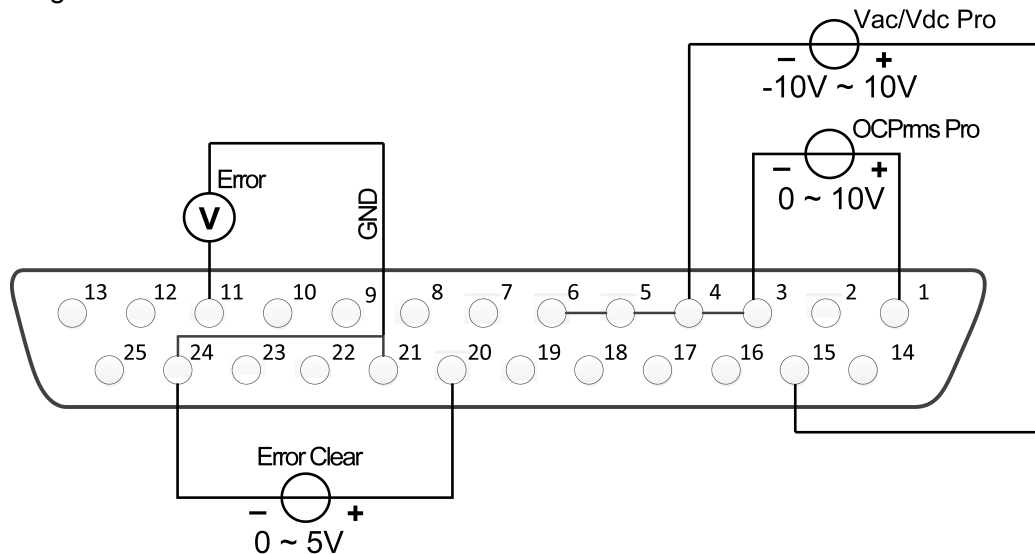 Vac/Vdc Pro
− +
-10V ~ 10V
OCPrms Pro
− +
0 ~ 10V
Error
V
GND
13 12 11 10 9 8 7 6 5 4 3 2 1
25 24 23 22 21 20 19 18 17 16 15 14
Error Clear
− +
0 ~ 5V